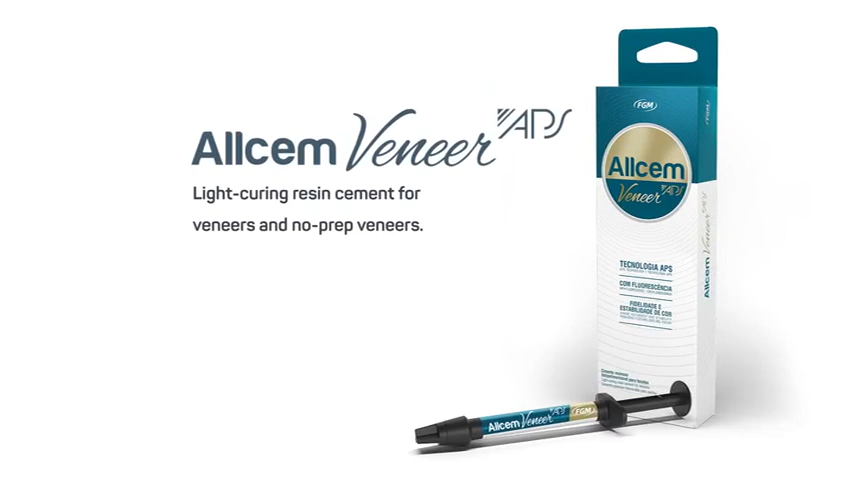 Allcem Veneer APS
Light-curing resin cement for
veneers and no-prep veneers.
FGM
Allcem
Veneer APS
TECNOLOGIA APS
COM FLUORESCÊNCIA
FIDELIDADE E
ESTABILIDADE DE COR
Allcem Veneer APS
Allcem Veneer APS FGM